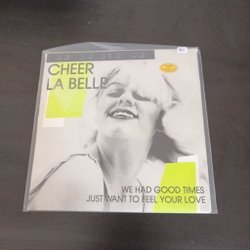 CHEER
LA BELLE
WE HAD GOOD TIMES
JUST WANT TO FEEL YOUR LOVE